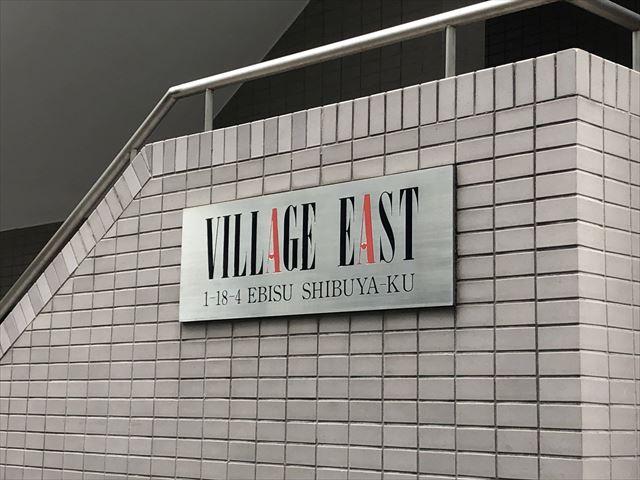 VILLAGE EAST
1-18-4 EBISU SHIBUYA-KU